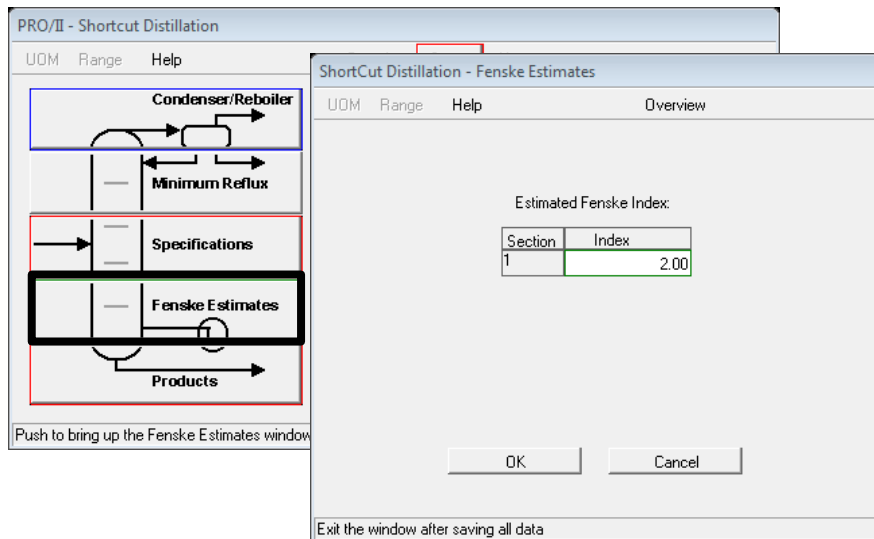 PRO/II - Shortcut Distillation
UOM Range Help
Condenser/Reboiler
Minimum Reflux
Specifications
Fenske Estimates
Products
Push to bring up the Fenske Estimates window
ShortCut Distillation - Fenske Estimates
UOM Range Help Overview
Estimated Fenske Index:
Section Index
1 2.00
OK Cancel
Exit the window after saving all data